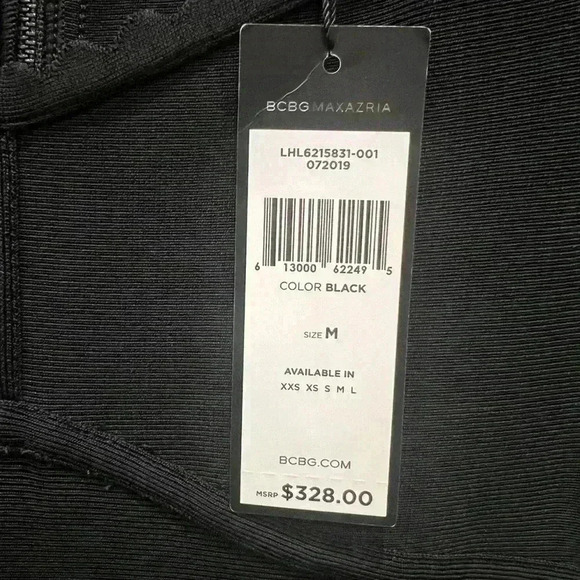 BCBGMAXAZRIA
LHL6215831-001
072019
6 13000 62249 5
COLOR BLACK
SIZE M
AVAILABLE IN
XXS XS S M L
BCBG.COM
MSRP $328.00